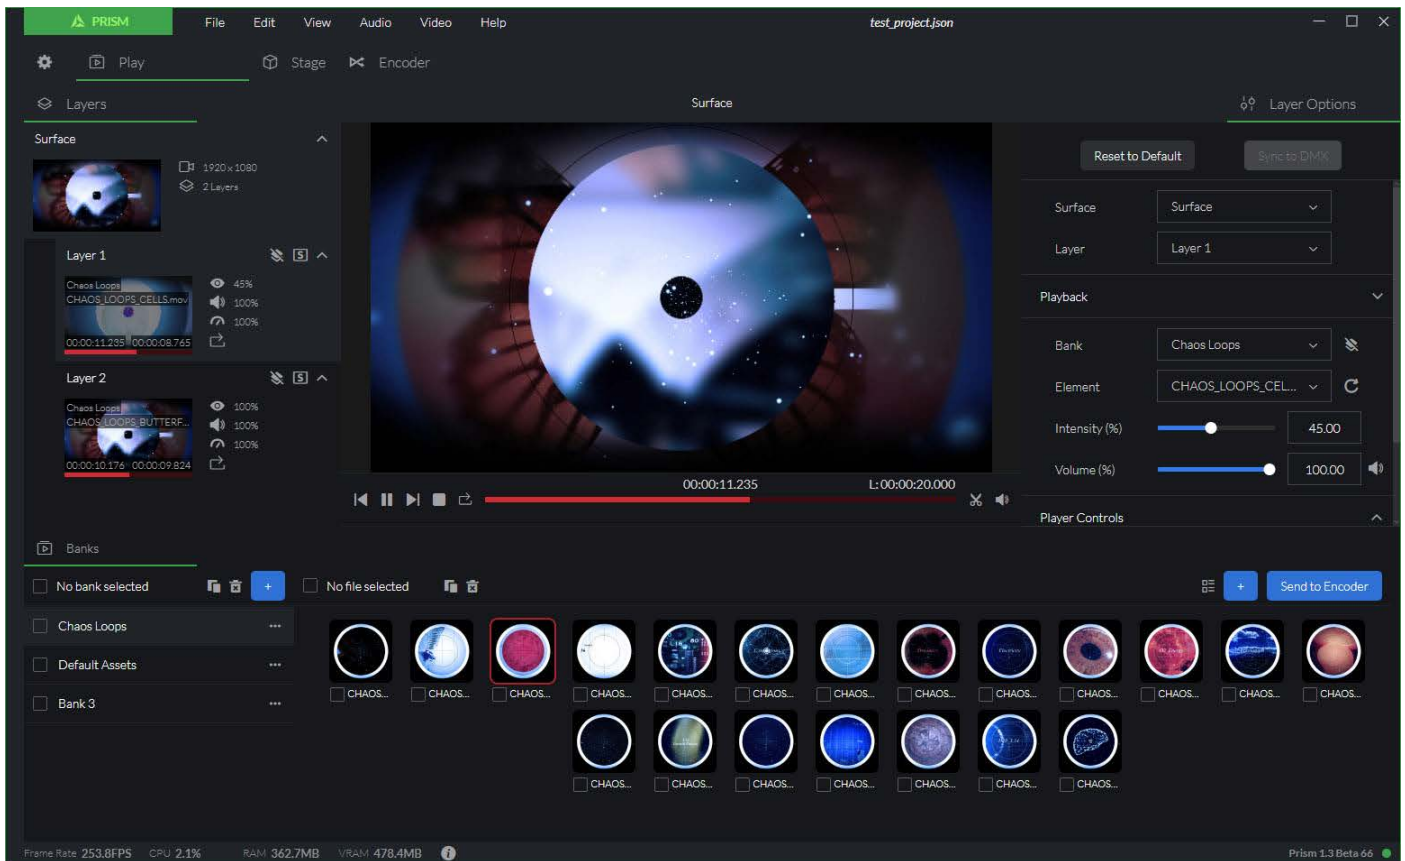 PRISM File Edit View Audio Video Help test_project.json
Play Stage Encoder
Layers Surface Layer Options
Surface
1920 x 1080
2 Layers
Reset to Default Sync to DMX
Surface Surface
Layer Layer 1
Layer 1 S
Chaos Loops
CHAOS_LOOPS_CELLS.mov
45%
100%
100%
00:00:11.235 00:00:08.765
Playback
Bank Chaos Loops
Element CHAOS_LOOPS_CEL...
Intensity (%) 45.00
Volume (%) 100.00
Player Controls
Layer 2 S
Chaos Loops
CHAOS_LOOPS_BUTTERF...
100%
100%
100%
00:00:10.176 00:00:09.824
00:00:11.235 L: 00:00:20.000
Banks
No bank selected + No file selected + Send to Encoder
Chaos Loops
Default Assets
Bank 3
CHAOS... CHAOS... CHAOS... CHAOS... CHAOS... CHAOS... CHAOS... CHAOS... CHAOS... CHAOS... CHAOS... CHAOS... CHAOS...
CHAOS... CHAOS... CHAOS... CHAOS... CHAOS... CHAOS... CHAOS...
Frame Rate 253.8FPS CPU 2.1% RAM 362.7MB VRAM 478.4MB Prism 1.3 Beta 66